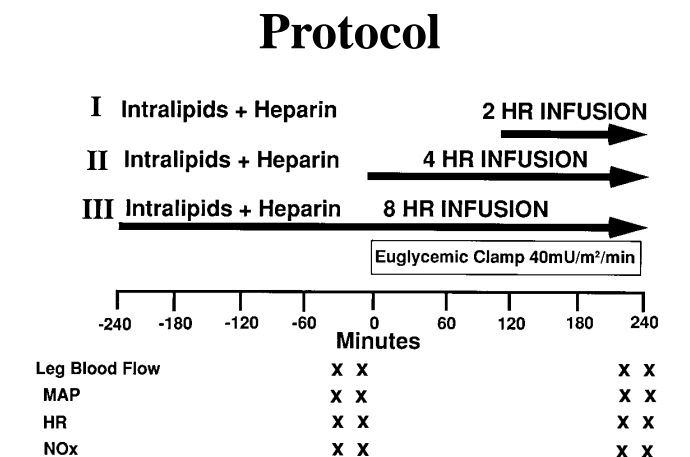 Protocol
I Intralipids + Heparin 2 HR INFUSION
II Intralipids + Heparin 4 HR INFUSION
III Intralipids + Heparin 8 HR INFUSION
Euglycemic Clamp 40mU/m²/min
-240 -180 -120 -60 0 60 120 180 240
Minutes
Leg Blood Flow X X X X
MAP X X X X
HR X X X X
NOx X X X X